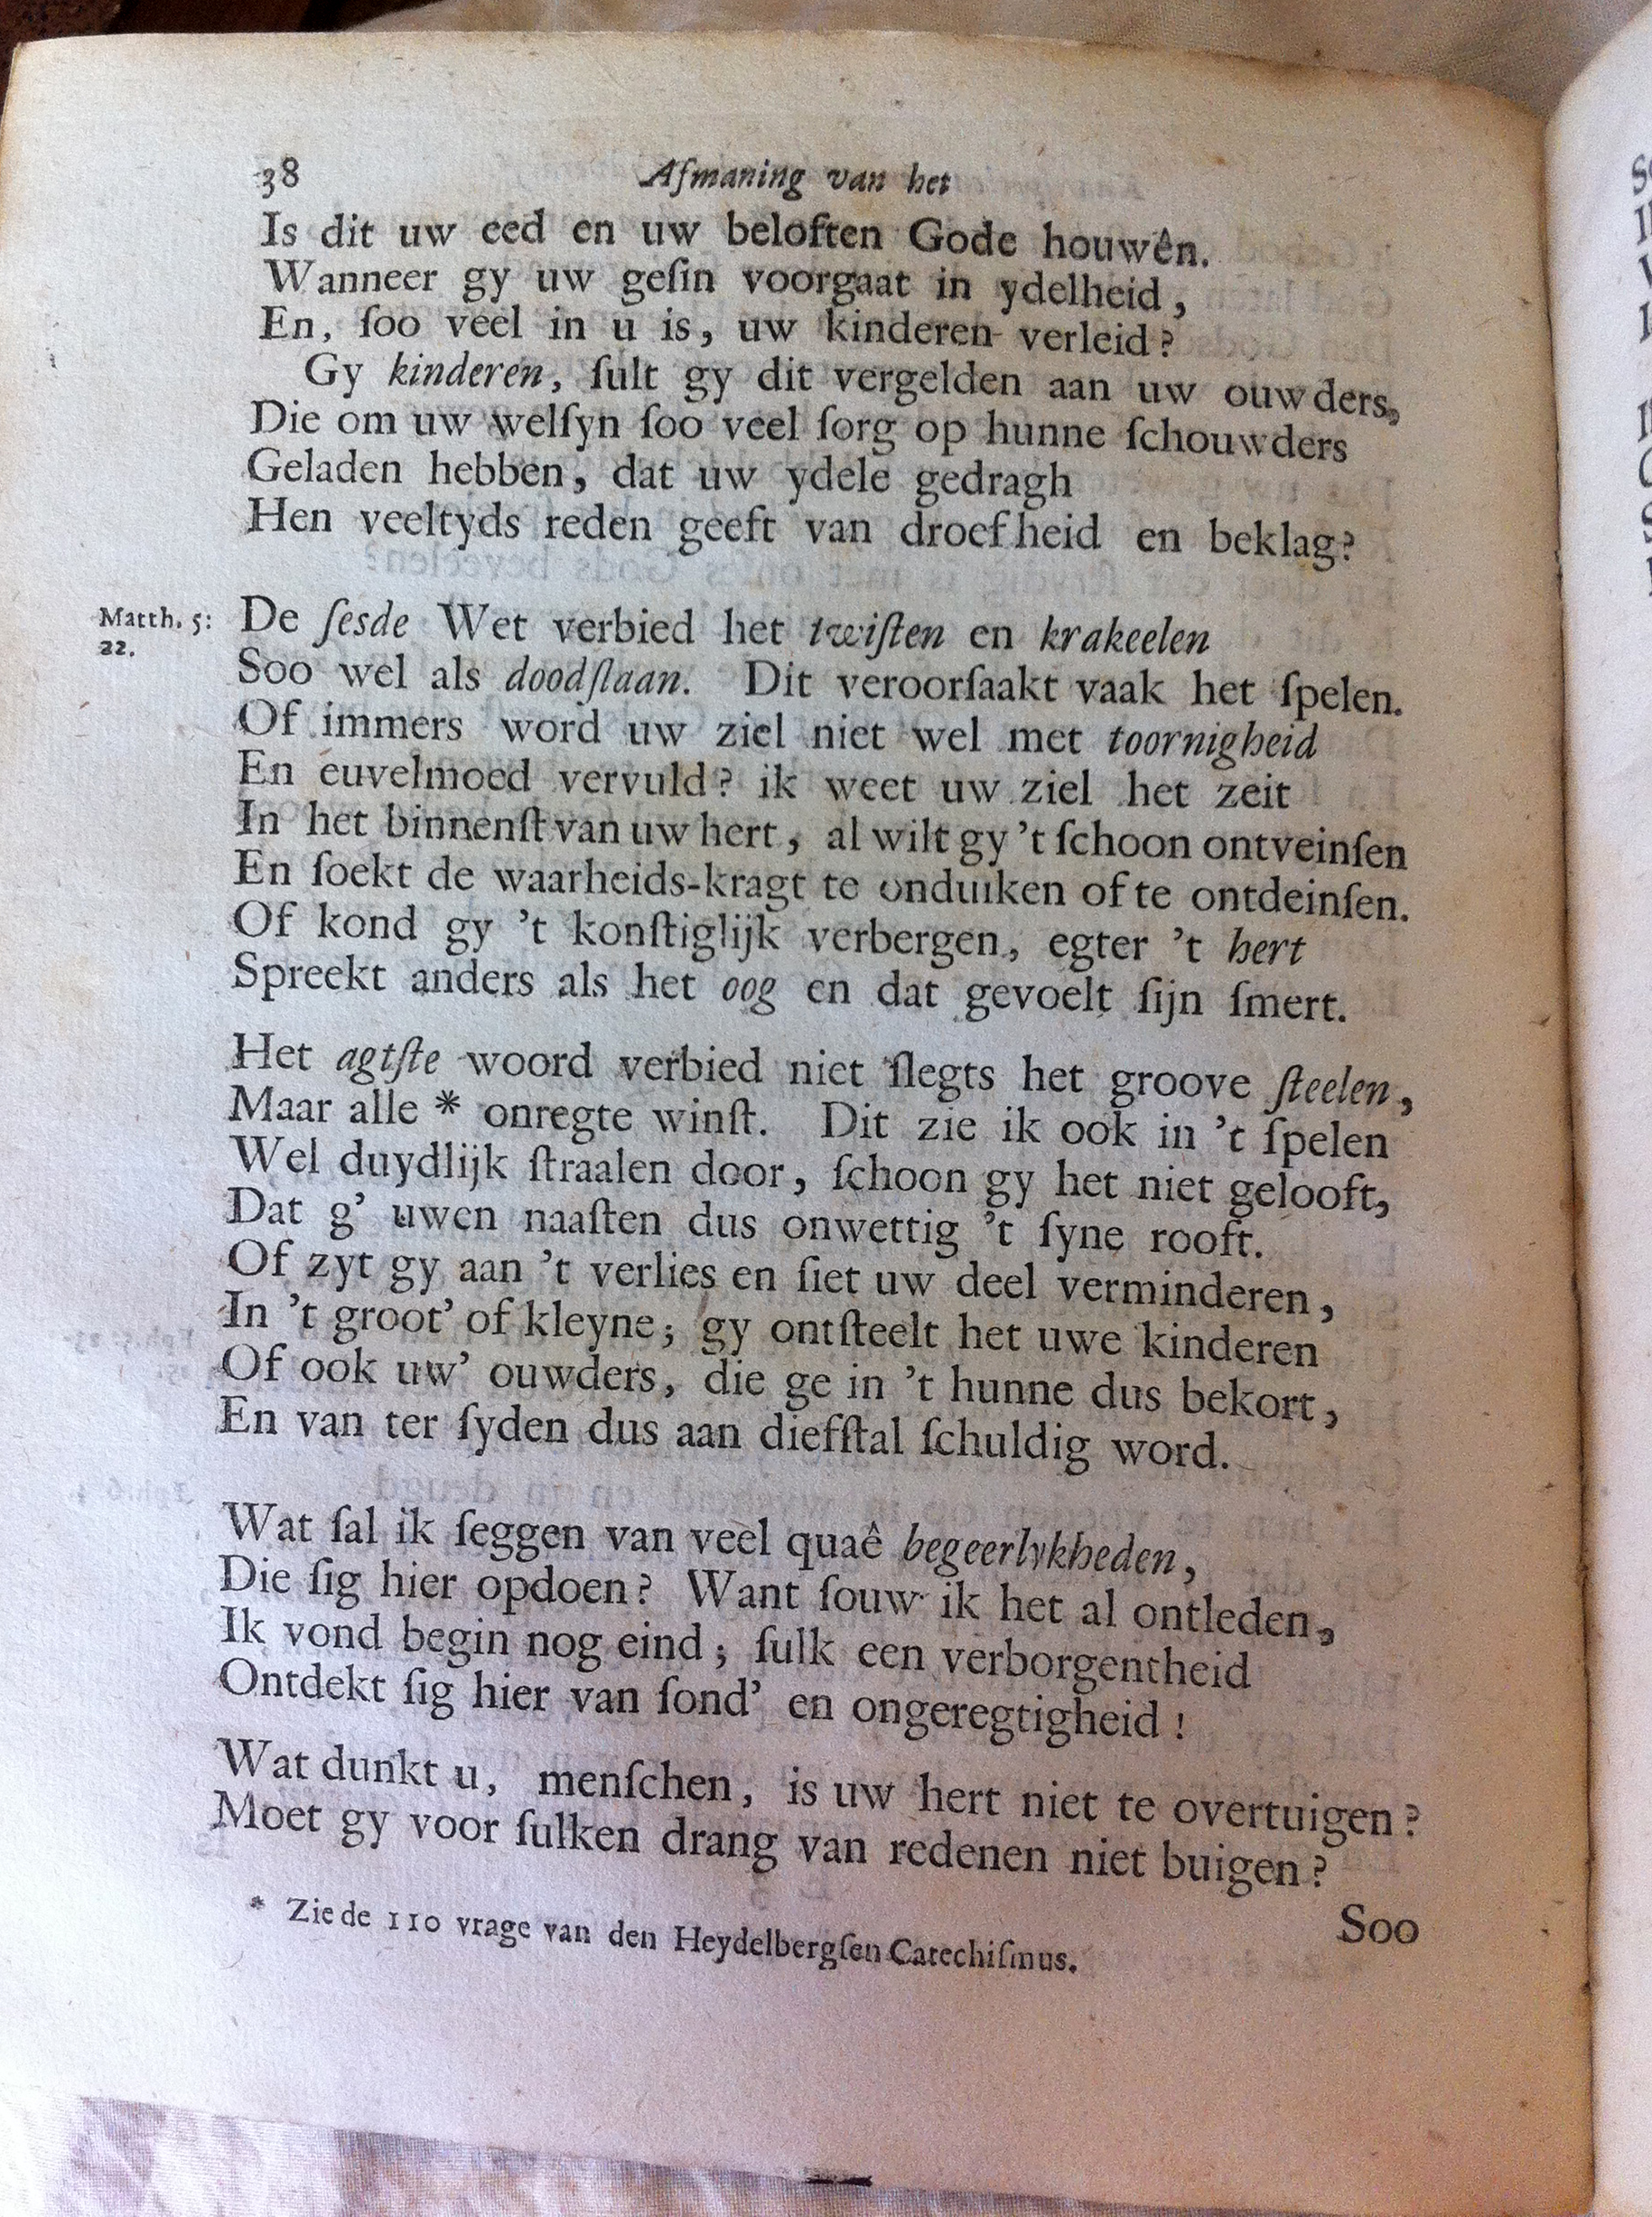 38 Afmaning van het
Is dit uw eed en uw beloften Gode houwên.
Wanneer gy uw geſin voorgaat in ydelheid,
En, ſoo veel in u is, uw kinderen verleid?
Gy kinderen, ſult gy dit vergelden aan uw ouwders,
Die om uw welſyn ſoo veel ſorg op hunne ſchouwders
Geladen hebben, dat uw ydele gedragh
Hen veeltyds reden geeft van droefheid en beklag?
Matth. 5: De ſesde Wet verbied het twiſten en krakeelen
22.
Soo wel als doodſlaan. Dit veroorſaakt vaak het ſpelen.
Of immers word uw ziel niet wel met toornigheid
En euvelmoed vervuld? ik weet uw ziel het zeit
In het binnenſt van uw hert, al wilt gy 't ſchoon ontveinſen
En ſoekt de waarheids-kragt te onduiken of te ontdeinſen.
Of kond gy 't konſtiglijk verbergen, egter 't hert
Spreekt anders als het oog en dat gevoelt ſijn ſmert.
Het agtſte woord verbied niet ſlegts het groove ſteelen,
Maar alle * onregte winſt. Dit zie ik ook in 't ſpelen
Wel duydlijk ſtraalen door, ſchoon gy het niet gelooft,
Dat g' uwen naaſten dus onwettig 't ſyne rooft.
Of zyt gy aan 't verlies en ſiet uw deel verminderen,
In 't groot' of kleyne; gy ontſteelt het uwe kinderen
Of ook uw' ouwders, die ge in 't hunne dus bekort,
En van ter ſyden dus aan diefſtal ſchuldig word.
Wat ſal ik ſeggen van veel quaê begeerlykheden,
Die ſig hier opdoen? Want ſouw ik het al ontleden,
Ik vond begin nog eind; ſulk een verborgentheid
Ontdekt ſig hier van ſond' en ongeregtigheid!
Wat dunkt u, menſchen, is uw hert niet te overtuigen?
Moet gy voor ſulken drang van redenen niet buigen?
Soo
* Zie de 110 vrage van den Heydelbergſen Catechiſmus.